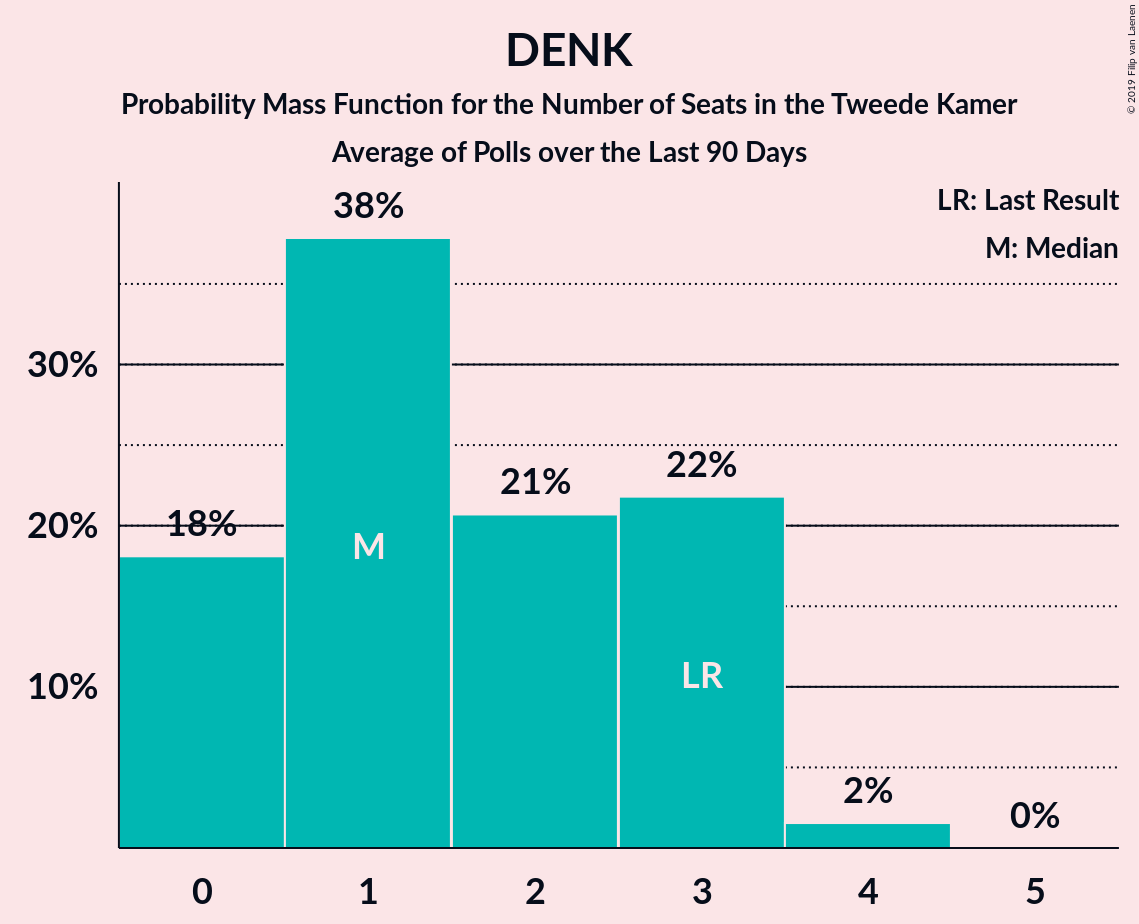 DENK
Probability Mass Function for the Number of Seats in the Tweede Kamer
Average of Polls over the Last 90 Days
© 2019 Filip van Laenen
LR: Last Result
M: Median
38%
30%
22%
21%
20%
18%
M
LR
10%
2%
0%
0 1 2 3 4 5